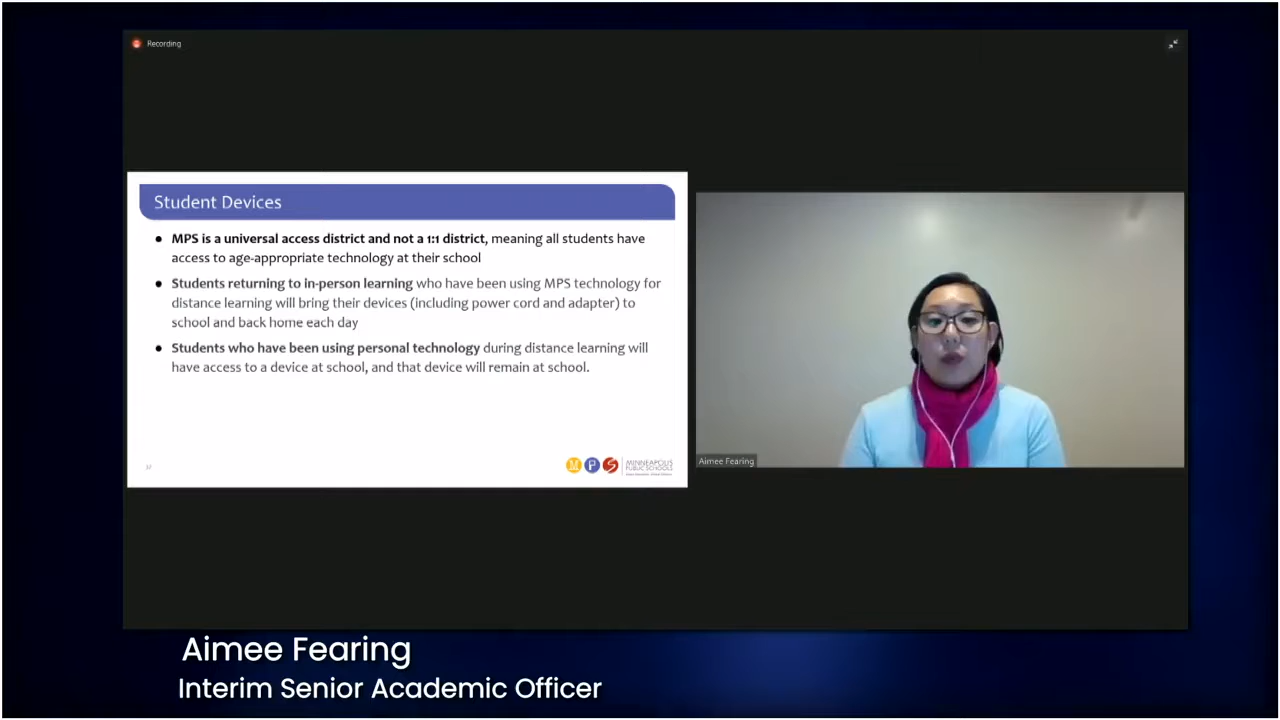 Recording
Student Devices
● MPS is a universal access district and not a 1:1 district, meaning all students have
access to age-appropriate technology at their school
● Students returning to in-person learning who have been using MPS technology for
distance learning will bring their devices (including power cord and adapter) to
school and back home each day
● Students who have been using personal technology during distance learning will
have access to a device at school, and that device will remain at school.
M P S MINNEAPOLIS
PUBLIC SCHOOLS
Aimee Fearing
Aimee Fearing
Interim Senior Academic Officer